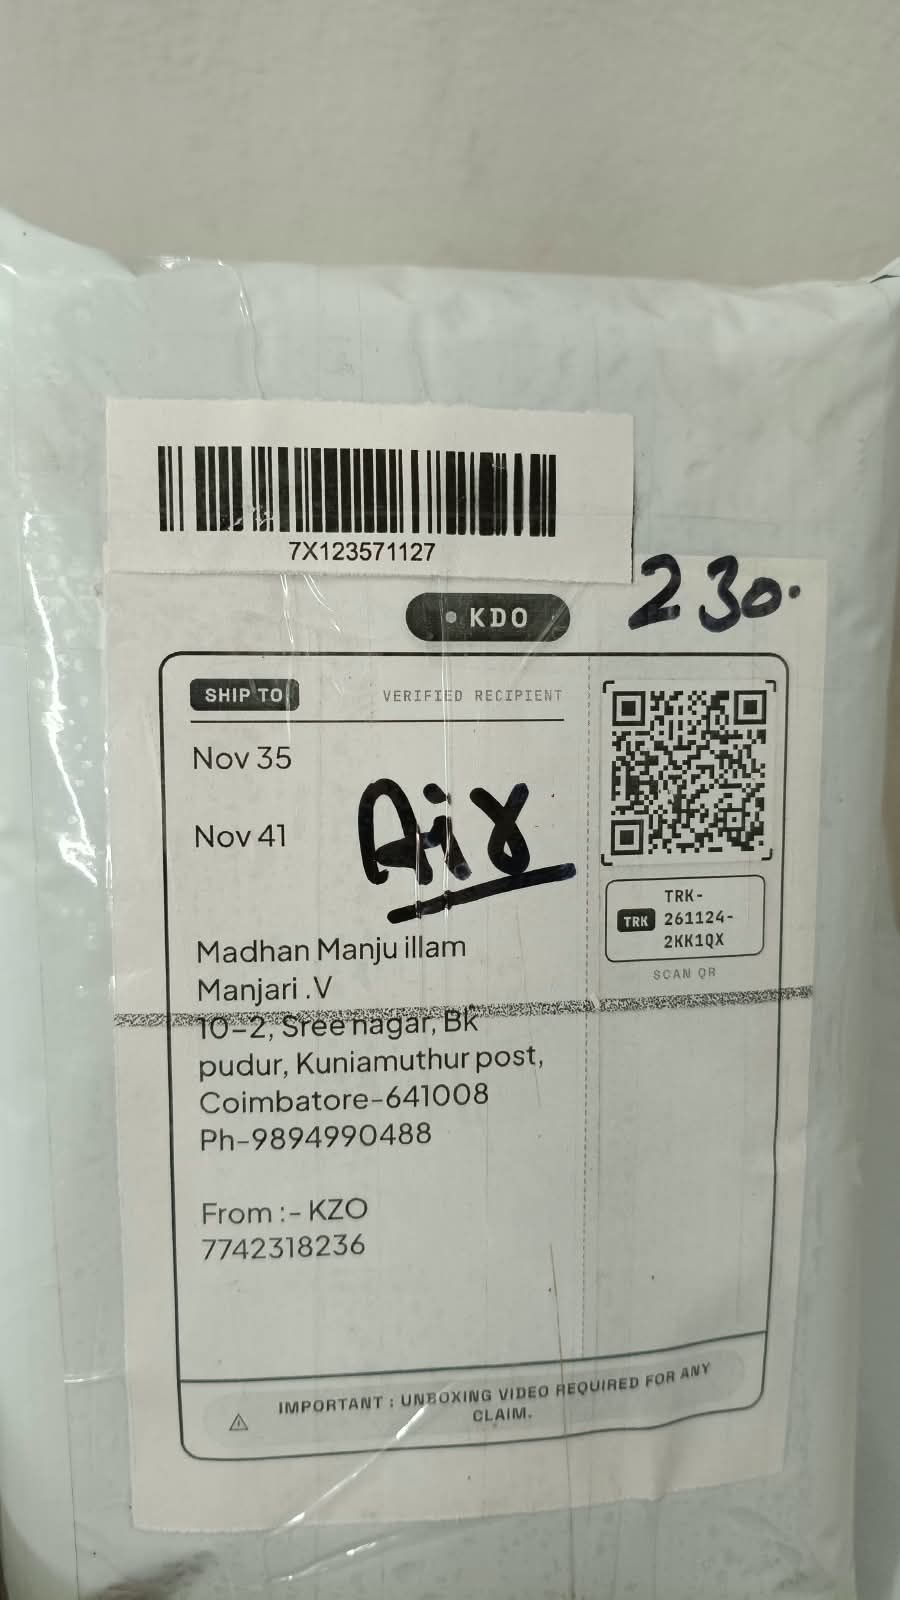 7X123571127
230.
KDO
SHIP TO
VERIFIED RECIPIENT
Nov 35
Nov 41
Air
TRK
TRK-
261124-
2KK1QX
SCAN QR
Madhan Manju illam
Manjari .V
10-2, Sree nagar, Bk
pudur, Kuniamuthur post,
Coimbatore-641008
Ph-9894990488
From :- KZO
7742318236
IMPORTANT : UNBOXING VIDEO REQUIRED FOR ANY
CLAIM.